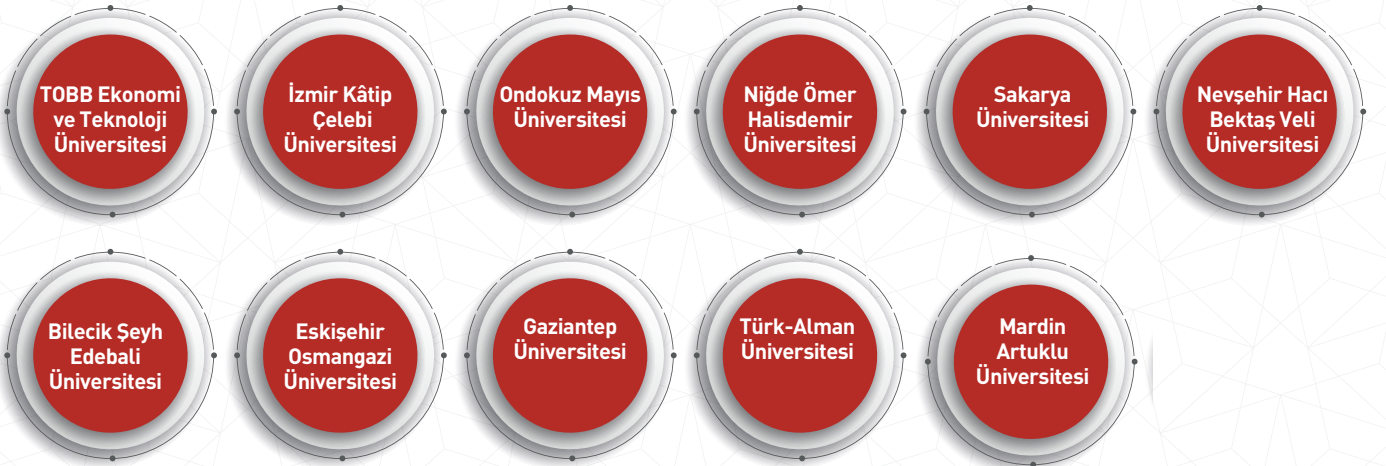 TOBB Ekonomi
ve Teknoloji
Üniversitesi
İzmir Kâtip
Çelebi
Üniversitesi
Ondokuz Mayıs
Üniversitesi
Niğde Ömer
Halisdemir
Üniversitesi
Sakarya
Üniversitesi
Nevşehir Hacı
Bektaş Veli
Üniversitesi
Bilecik Şeyh
Edebali
Üniversitesi
Eskişehir
Osmangazi
Üniversitesi
Gaziantep
Üniversitesi
Türk-Alman
Üniversitesi
Mardin
Artuklu
Üniversitesi